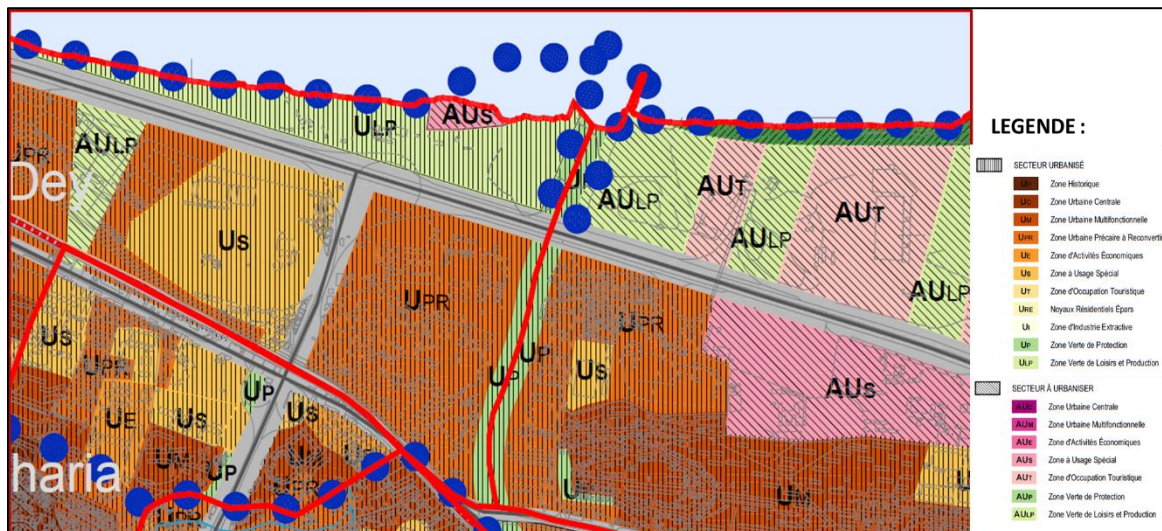 AUS
ULP
AULP
UPR
Dey
US
AULP
AUT
AULP
AUT
AULP
UPR
UPR
UP
UP
US
AUS
US
UPR
UP
US
US
UE
UM
UP
UPR
UM
haria
LEGENDE :
SECTEUR URBANISÉ
UH Zone Historique
UC Zone Urbaine Centrale
UM Zone Urbaine Multifonctionnelle
UPR Zone Urbaine Précaire à Reconverti
UE Zone d'Activités Économiques
US Zone à Usage Spécial
UT Zone d'Occupation Touristique
URE Noyaux Résidentiels Épars
UI Zone d'Industrie Extractive
UP Zone Verte de Protection
ULP Zone Verte de Loisirs et Production
SECTEUR À URBANISER
AUC Zone Urbaine Centrale
AUM Zone Urbaine Multifonctionnelle
AUE Zone d'Activités Économiques
AUS Zone à Usage Spécial
AUT Zone d'Occupation Touristique
AUP Zone Verte de Protection
AULP Zone Verte de Loisirs et Production